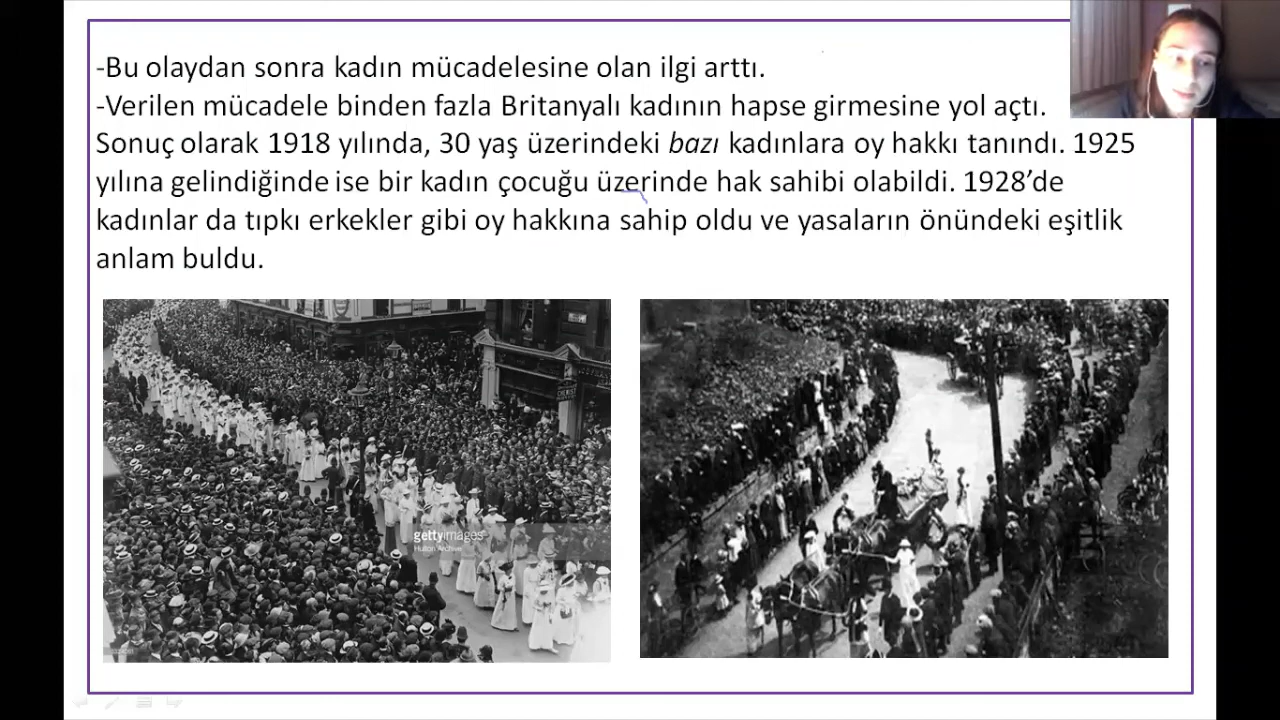 -Bu olaydan sonra kadın mücadelesine olan ilgi arttı.
-Verilen mücadele binden fazla Britanyalı kadının hapse girmesine yol açtı.
Sonuç olarak 1918 yılında, 30 yaş üzerindeki bazı kadınlara oy hakkı tanındı. 1925
yılına gelindiğinde ise bir kadın çocuğu üzerinde hak sahibi olabildi. 1928’de
kadınlar da tıpkı erkekler gibi oy hakkına sahip oldu ve yasaların önündeki eşitlik
anlam buldu.
gettyimages
Hulton Archive